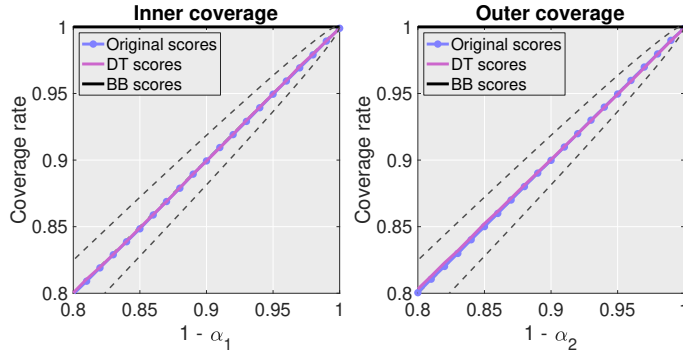 Inner coverage
Coverage rate
1
0.95
0.9
0.85
0.8
Original scores
DT scores
BB scores
0.8 0.85 0.9 0.95 1
1 - α1
Outer coverage
Coverage rate
1
0.95
0.9
0.85
0.8
Original scores
DT scores
BB scores
0.8 0.85 0.9 0.95 1
1 - α2